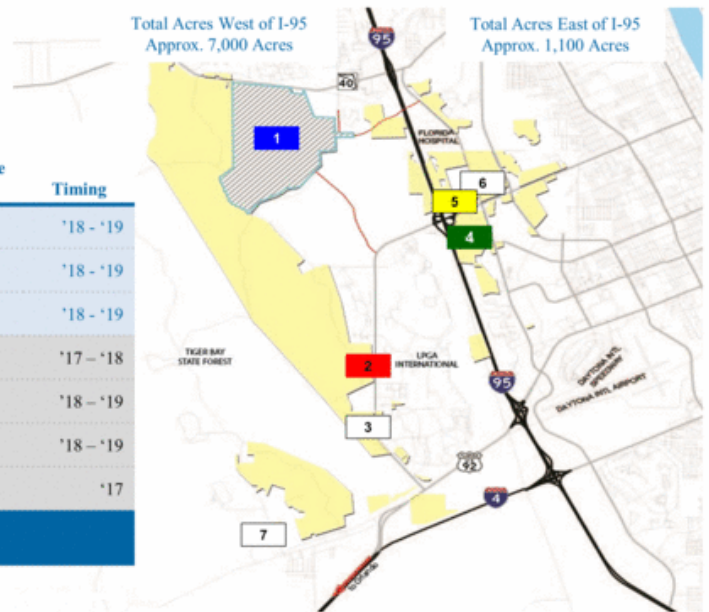 Total Acres West of I-95
Approx. 7,000 Acres
Total Acres East of I-95
Approx. 1,100 Acres
95
40
1
FLORIDA
HOSPITAL
e
Timing
6
5
4
'18 - '19
'18 - '19
'18 - '19
'17 – '18
'18 – '19
'18 – '19
'17
TIGER BAY
STATE FOREST
2
LPGA
INTERNATIONAL
DAYTONA INTL
SPEEDWAY
DAYTONA INTL AIRPORT
95
3
92
4
7
to Orlando